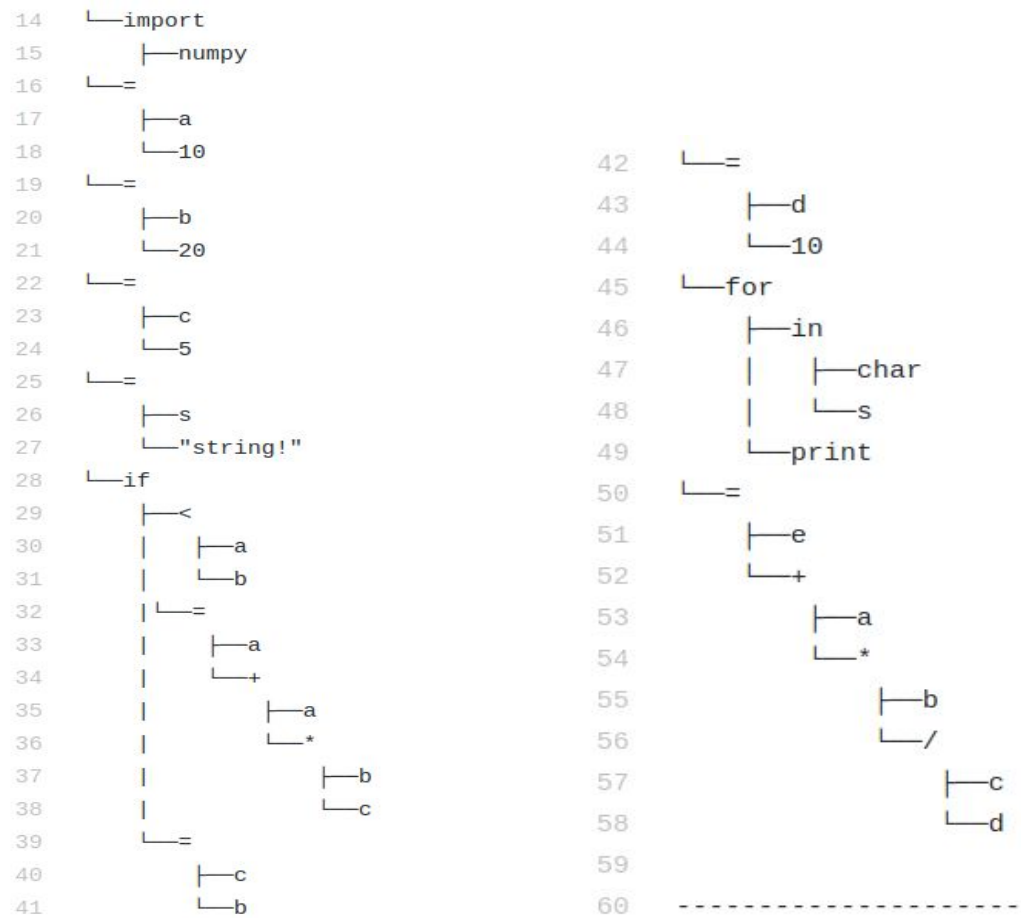 14 └──import
15 ├──numpy
16 └──=
17 ├──a
18 └──10
19 └──=
20 ├──b
21 └──20
22 └──=
23 ├──c
24 └──5
25 └──=
26 ├──s
27 └──"string!"
28 └──if
29 ├──<
30 | ├──a
31 | └──b
32 |└──=
33 | ├──a
34 | └──+
35 | ├──a
36 | └──*
37 | ├──b
38 | └──c
39 └──=
40 ├──c
41 └──b
42 └──=
43 ├──d
44 └──10
45 └──for
46 ├──in
47 | ├──char
48 | └──s
49 └──print
50 └──=
51 ├──e
52 └──+
53 ├──a
54 └──*
55 ├──b
56 └──/
57 ├──c
58 └──d
59
60 ---------------------